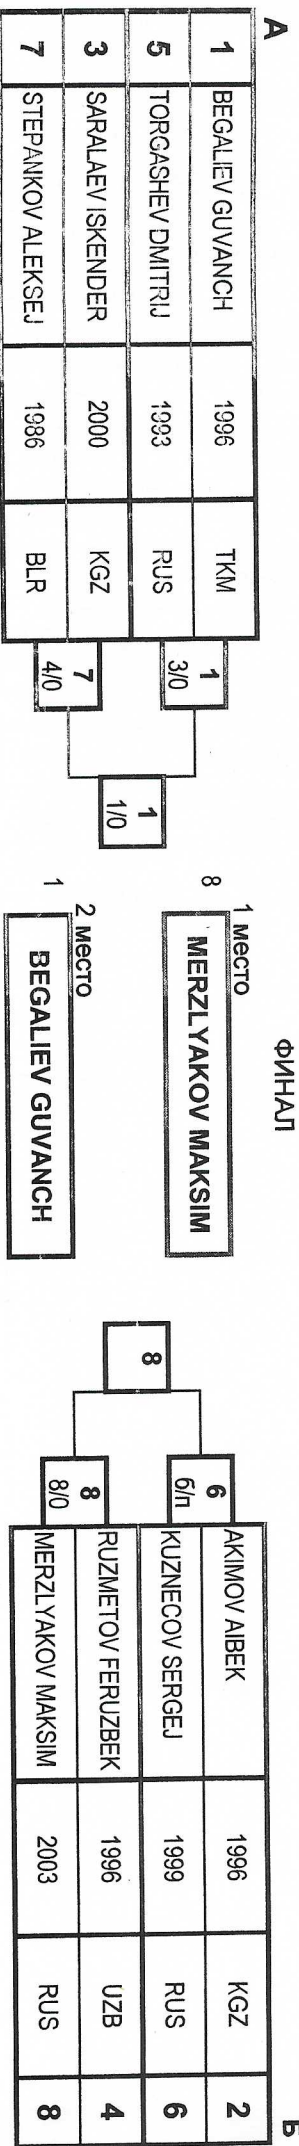 А
ФИНАЛ
Б
1 BEGALIEV GUVANCH 1996 TKM
5 TORGASHEV DMITRIJ 1993 RUS
3 SARALAEV ISKENDER 2000 KGZ
7 STEPANKOV ALEKSEJ 1986 BLR
1
3/0
7
4/0
1
1/0
1 место
8 MERZLYAKOV MAKSIM
2 место
1 BEGALIEV GUVANCH
8
6
б/п
8
8/0
AKIMOV AIBEK 1996 KGZ 2
KUZNECOV SERGEJ 1999 RUS 6
RUZMETOV FERUZBEK 1996 UZB 4
MERZLYAKOV MAKSIM 2003 RUS 8